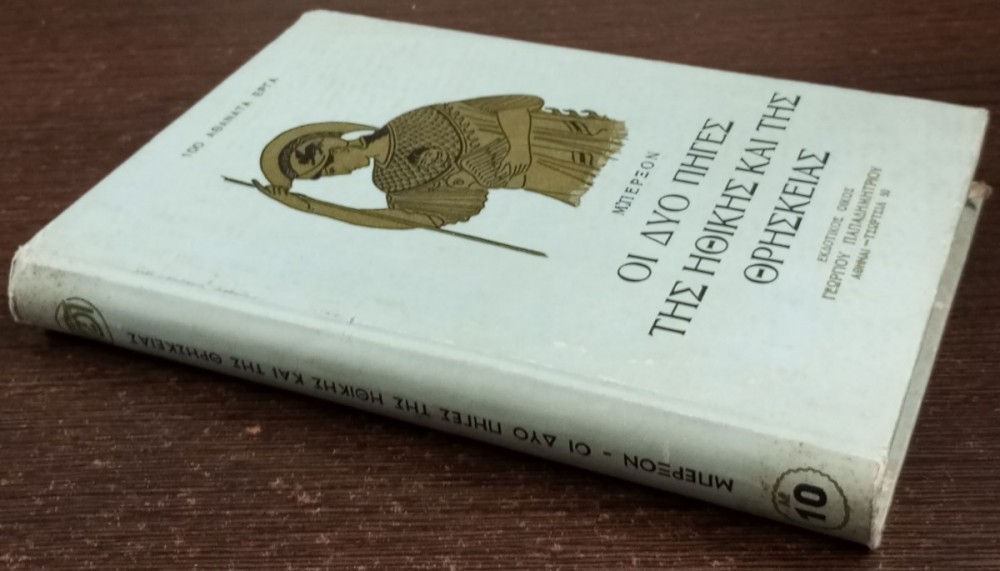 100 ΑΘΑΝΑΤΑ ΕΡΓΑ
ΜΠΕΡΞΟΝ
ΟΙ ΔΥΟ ΠΗΓΕΣ
ΤΗΣ ΗΘΙΚΗΣ ΚΑΙ ΤΗΣ
ΘΡΗΣΚΕΙΑΣ
ΕΚΔΟΤΙΚΟΣ ΟΙΚΟΣ
ΓΕΩΡΓΙΟΥ ΠΑΠΑΔΗΜΗΤΡΙΟΥ
ΑΘΗΝΑΙ
ΜΠΕΡΞΟΝ - ΟΙ ΔΥΟ ΠΗΓΕΣ ΤΗΣ ΗΘΙΚΗΣ ΚΑΙ ΤΗΣ ΘΡΗΣΚΕΙΑΣ
10